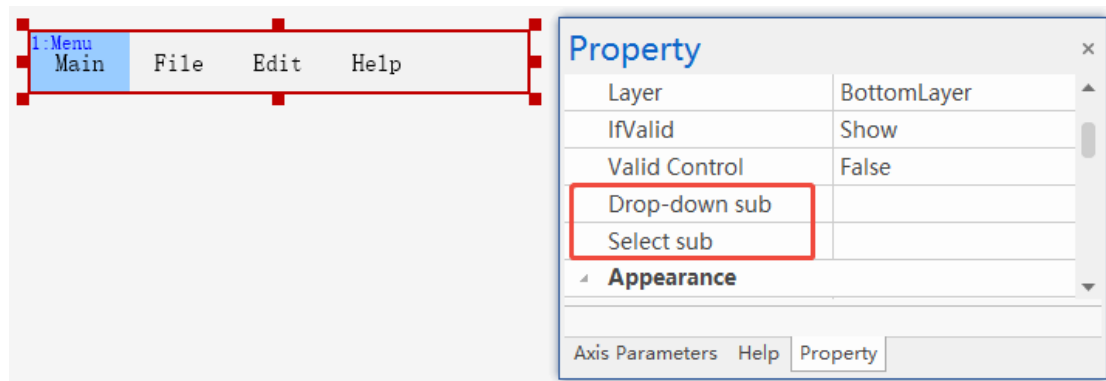 1:Menu
Main File Edit Help
Property
Layer BottomLayer
IfValid Show
Valid Control False
Drop-down sub
Select sub
Appearance
Axis Parameters Help Property